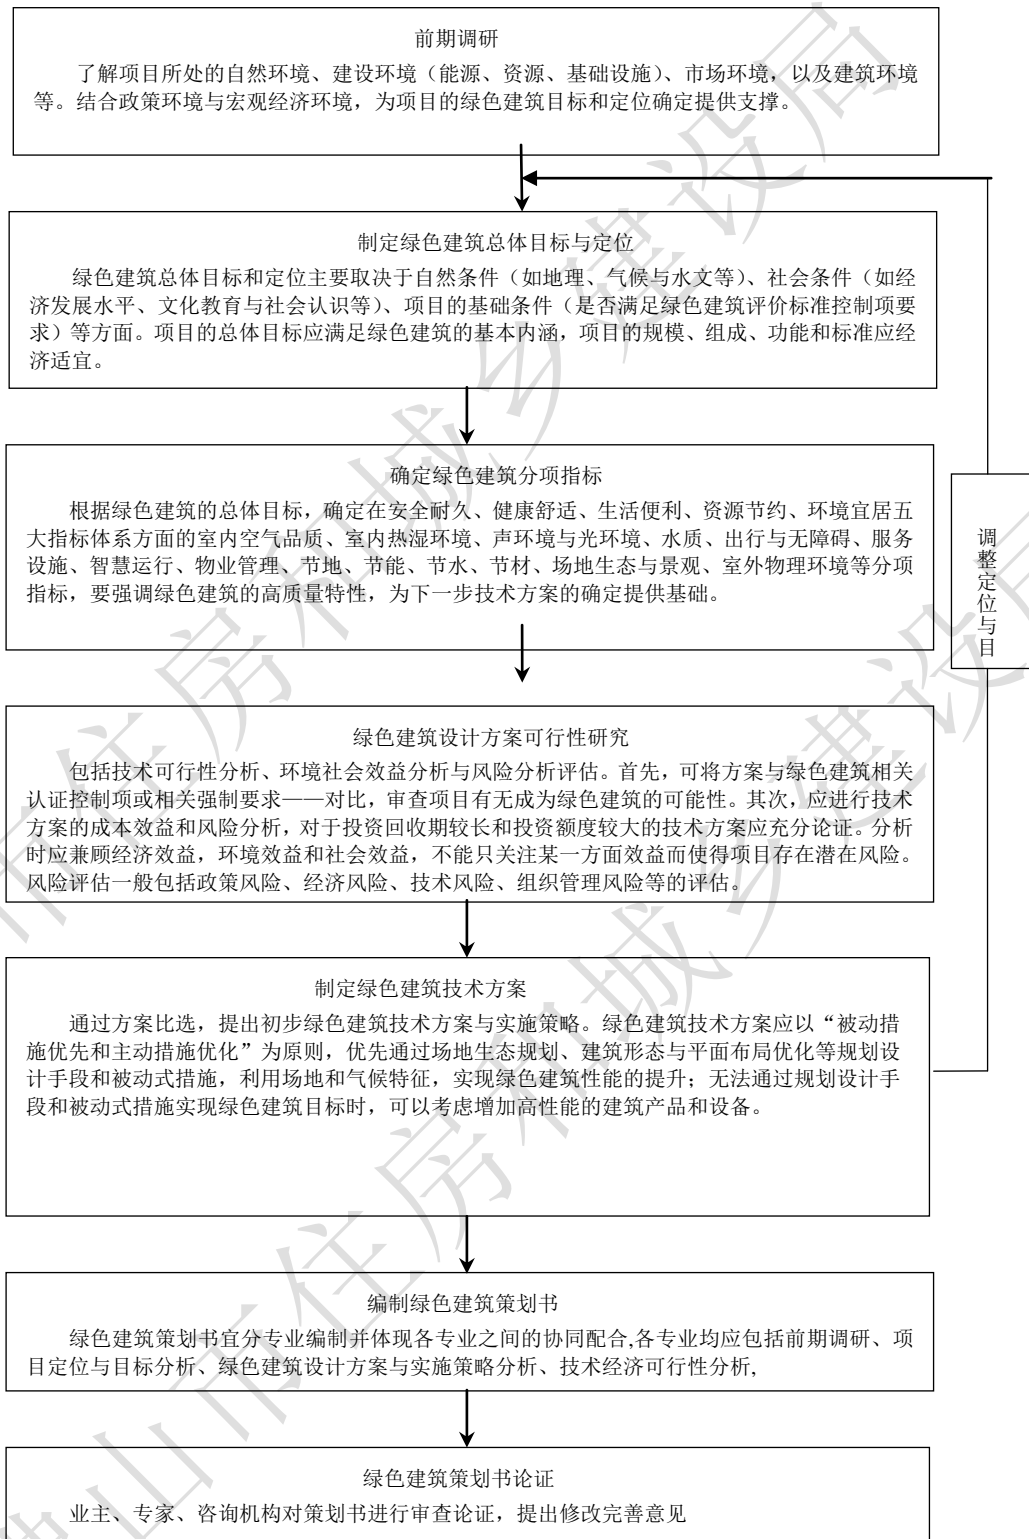 前期调研
了解项目所处的自然环境、建设环境（能源、资源、基础设施）、市场环境，以及建筑环境
等。结合政策环境与宏观经济环境，为项目的绿色建筑目标和定位确定提供支撑。
制定绿色建筑总体目标与定位
绿色建筑总体目标和定位主要取决于自然条件（如地理、气候与水文等）、社会条件（如经
济发展水平、文化教育与社会认识等）、项目的基础条件（是否满足绿色建筑评价标准控制项要
求）等方面。项目的总体目标应满足绿色建筑的基本内涵，项目的规模、组成、功能和标准应经
济适宜。
确定绿色建筑分项指标
根据绿色建筑的总体目标，确定在安全耐久、健康舒适、生活便利、资源节约、环境宜居五
大指标体系方面的室内空气品质、室内热湿环境、声环境与光环境、水质、出行与无障碍、服务
设施、智慧运行、物业管理、节地、节能、节水、节材、场地生态与景观、室外物理环境等分项
指标，要强调绿色建筑的高质量特性，为下一步技术方案的确定提供基础。
调整定位与目
绿色建筑设计方案可行性研究
包括技术可行性分析、环境社会效益分析与风险分析评估。首先，可将方案与绿色建筑相关
认证控制项或相关强制要求——对比，审查项目有无成为绿色建筑的可能性。其次，应进行技术
方案的成本效益和风险分析，对于投资回收期较长和投资额度较大的技术方案应充分论证。分析
时应兼顾经济效益，环境效益和社会效益，不能只关注某一方面效益而使得项目存在潜在风险。
风险评估一般包括政策风险、经济风险、技术风险、组织管理风险等的评估。
制定绿色建筑技术方案
通过方案比选，提出初步绿色建筑技术方案与实施策略。绿色建筑技术方案应以“被动措
施优先和主动措施优化”为原则，优先通过场地生态规划、建筑形态与平面布局优化等规划设
计手段和被动式措施，利用场地和气候特征，实现绿色建筑性能的提升；无法通过规划设计手
段和被动式措施实现绿色建筑目标时，可以考虑增加高性能的建筑产品和设备。
编制绿色建筑策划书
绿色建筑策划书宜分专业编制并体现各专业之间的协同配合,各专业均应包括前期调研、项
目定位与目标分析、绿色建筑设计方案与实施策略分析、技术经济可行性分析,
绿色建筑策划书论证
业主、专家、咨询机构对策划书进行审查论证，提出修改完善意见
市住房和城乡建设局
山市住房和城乡建设局